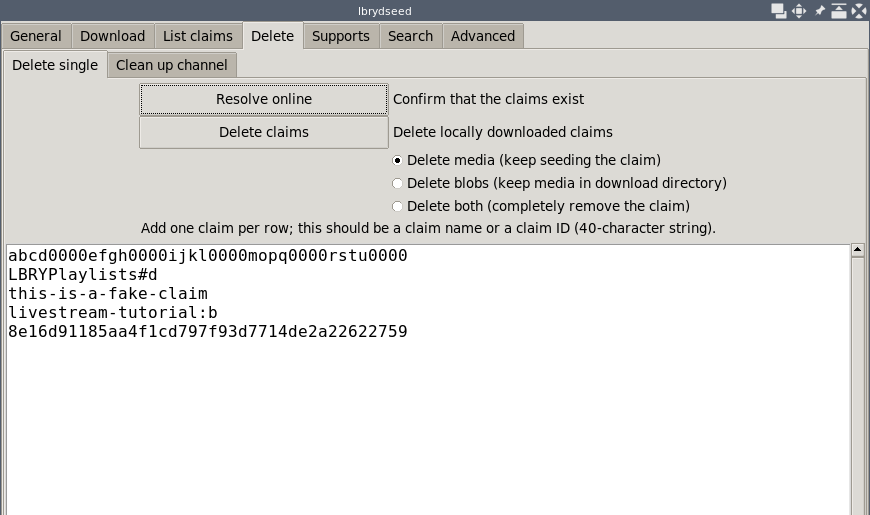 lbrydseed
General Download List claims Delete Supports Search Advanced
Delete single Clean up channel
Resolve online Confirm that the claims exist
Delete claims Delete locally downloaded claims
Delete media (keep seeding the claim)
Delete blobs (keep media in download directory)
Delete both (completely remove the claim)
Add one claim per row; this should be a claim name or a claim ID (40-character string).
abcd0000efgh0000ijkl0000mopq0000rstu0000
LBRYPlaylists#d
this-is-a-fake-claim
livestream-tutorial:b
8e16d91185aa4f1cd797f93d7714de2a22622759